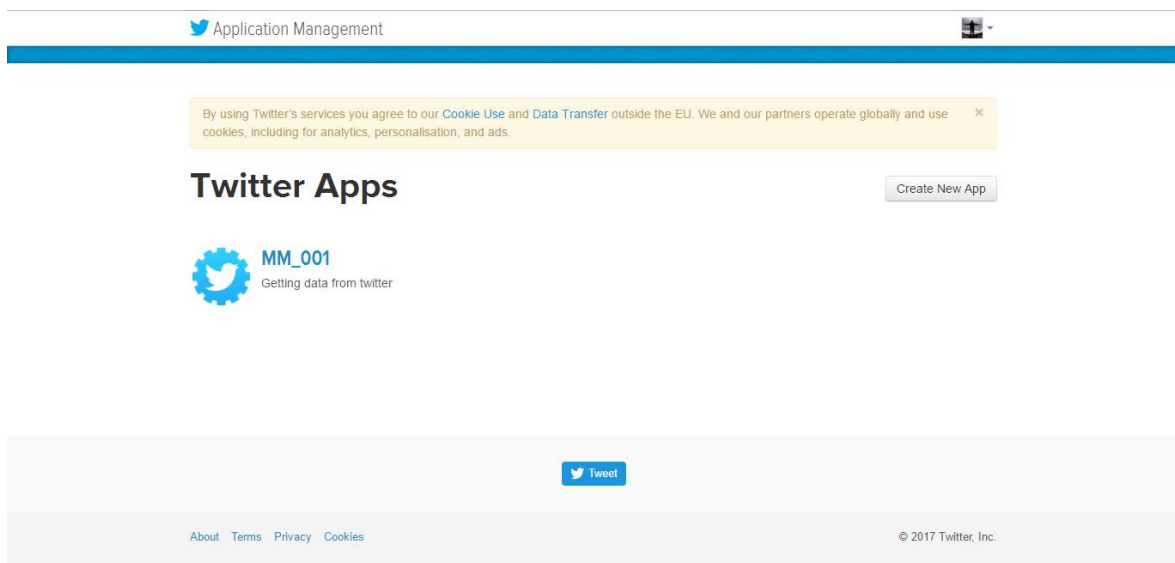 Application Management
By using Twitter's services you agree to our Cookie Use and Data Transfer outside the EU. We and our partners operate globally and use
cookies, including for analytics, personalisation, and ads.
×
Twitter Apps
Create New App
MM_001
Getting data from twitter
Tweet
About Terms Privacy Cookies
© 2017 Twitter, Inc.